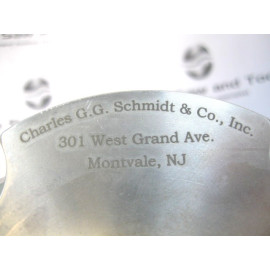 Charles G.G. Schmidt & Co., Inc.
301 West Grand Ave.
Montvale, NJ